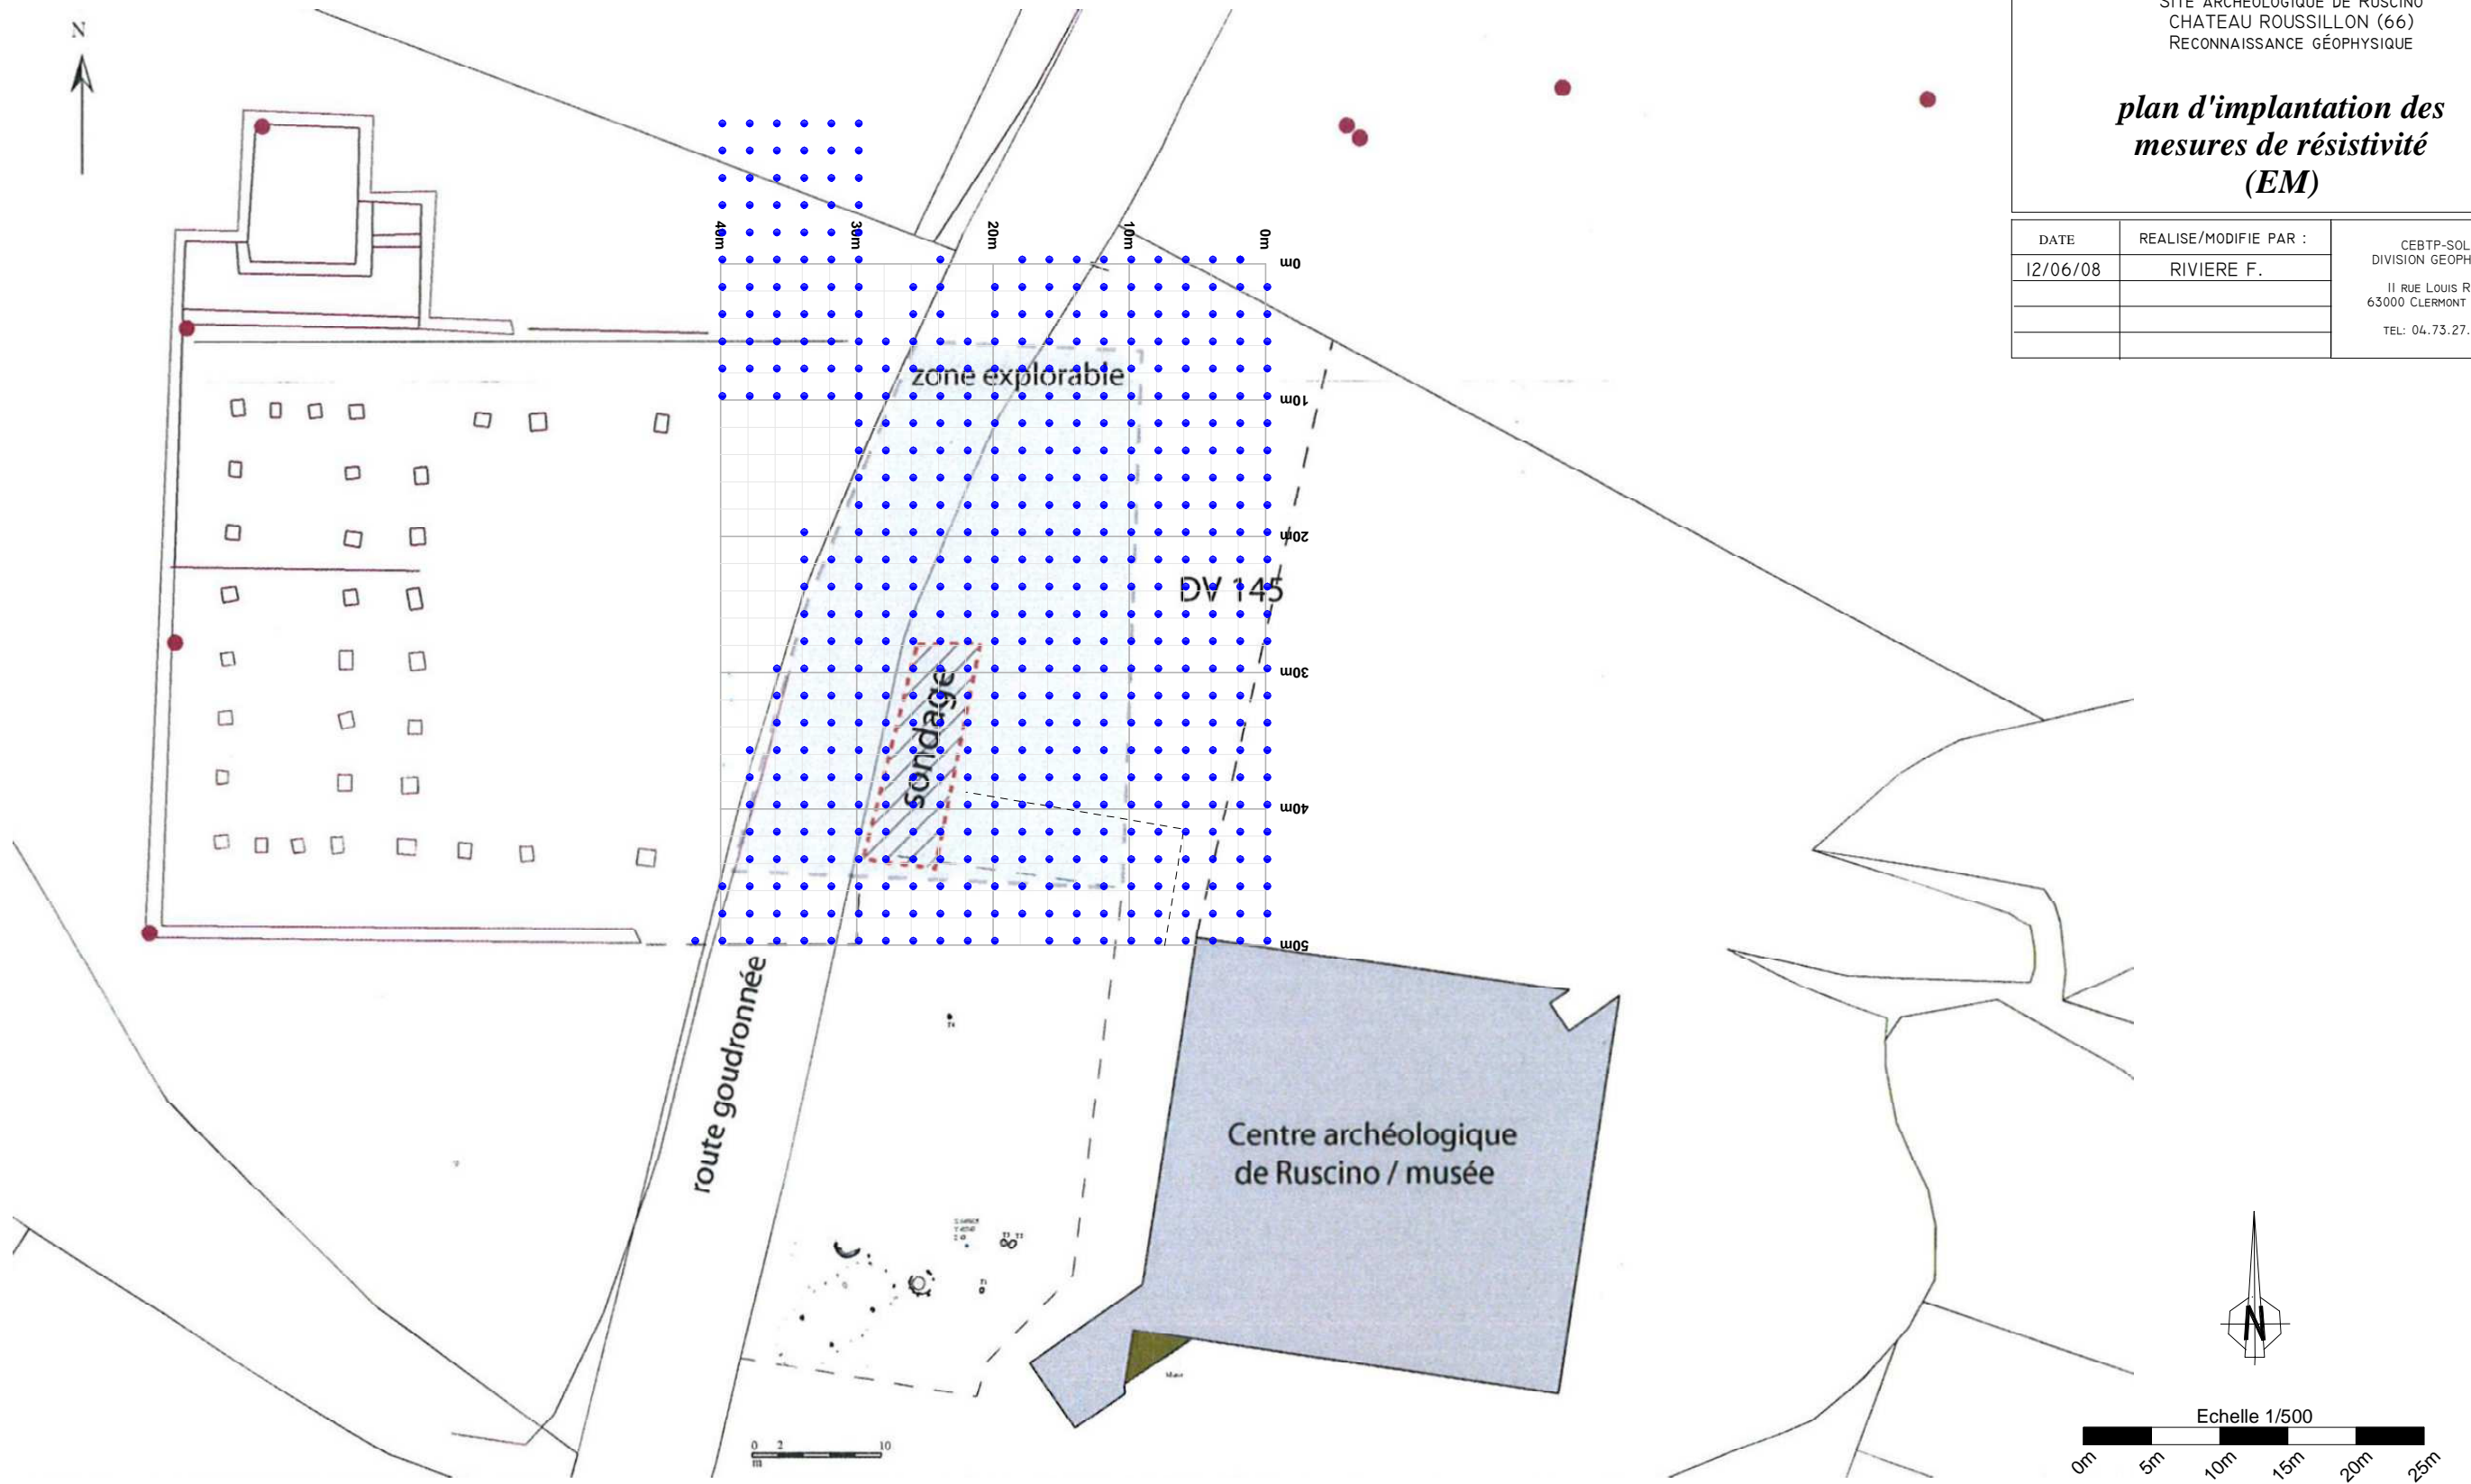 N
SITE ARCHEOLOGIQUE DE RUSCINO
CHATEAU ROUSSILLON (66)
RECONNAISSANCE GÉOPHYSIQUE
plan d'implantation des
mesures de résistivité
(EM)
DATE
REALISE/MODIFIE PAR :
12/06/08
RIVIERE F.
CEBTP-SOL
DIVISION GEOPH
11 RUE LOUIS R
63000 CLERMONT
TEL: 04.73.27.
40m
30m
20m
10m
0m
0m
10m
20m
30m
40m
50m
zone explorable
DV 145
sondage
route goudronnée
Centre archéologique
de Ruscino / musée
0 2 10
m
N
Echelle 1/500
0m
5m
10m
15m
20m
25m